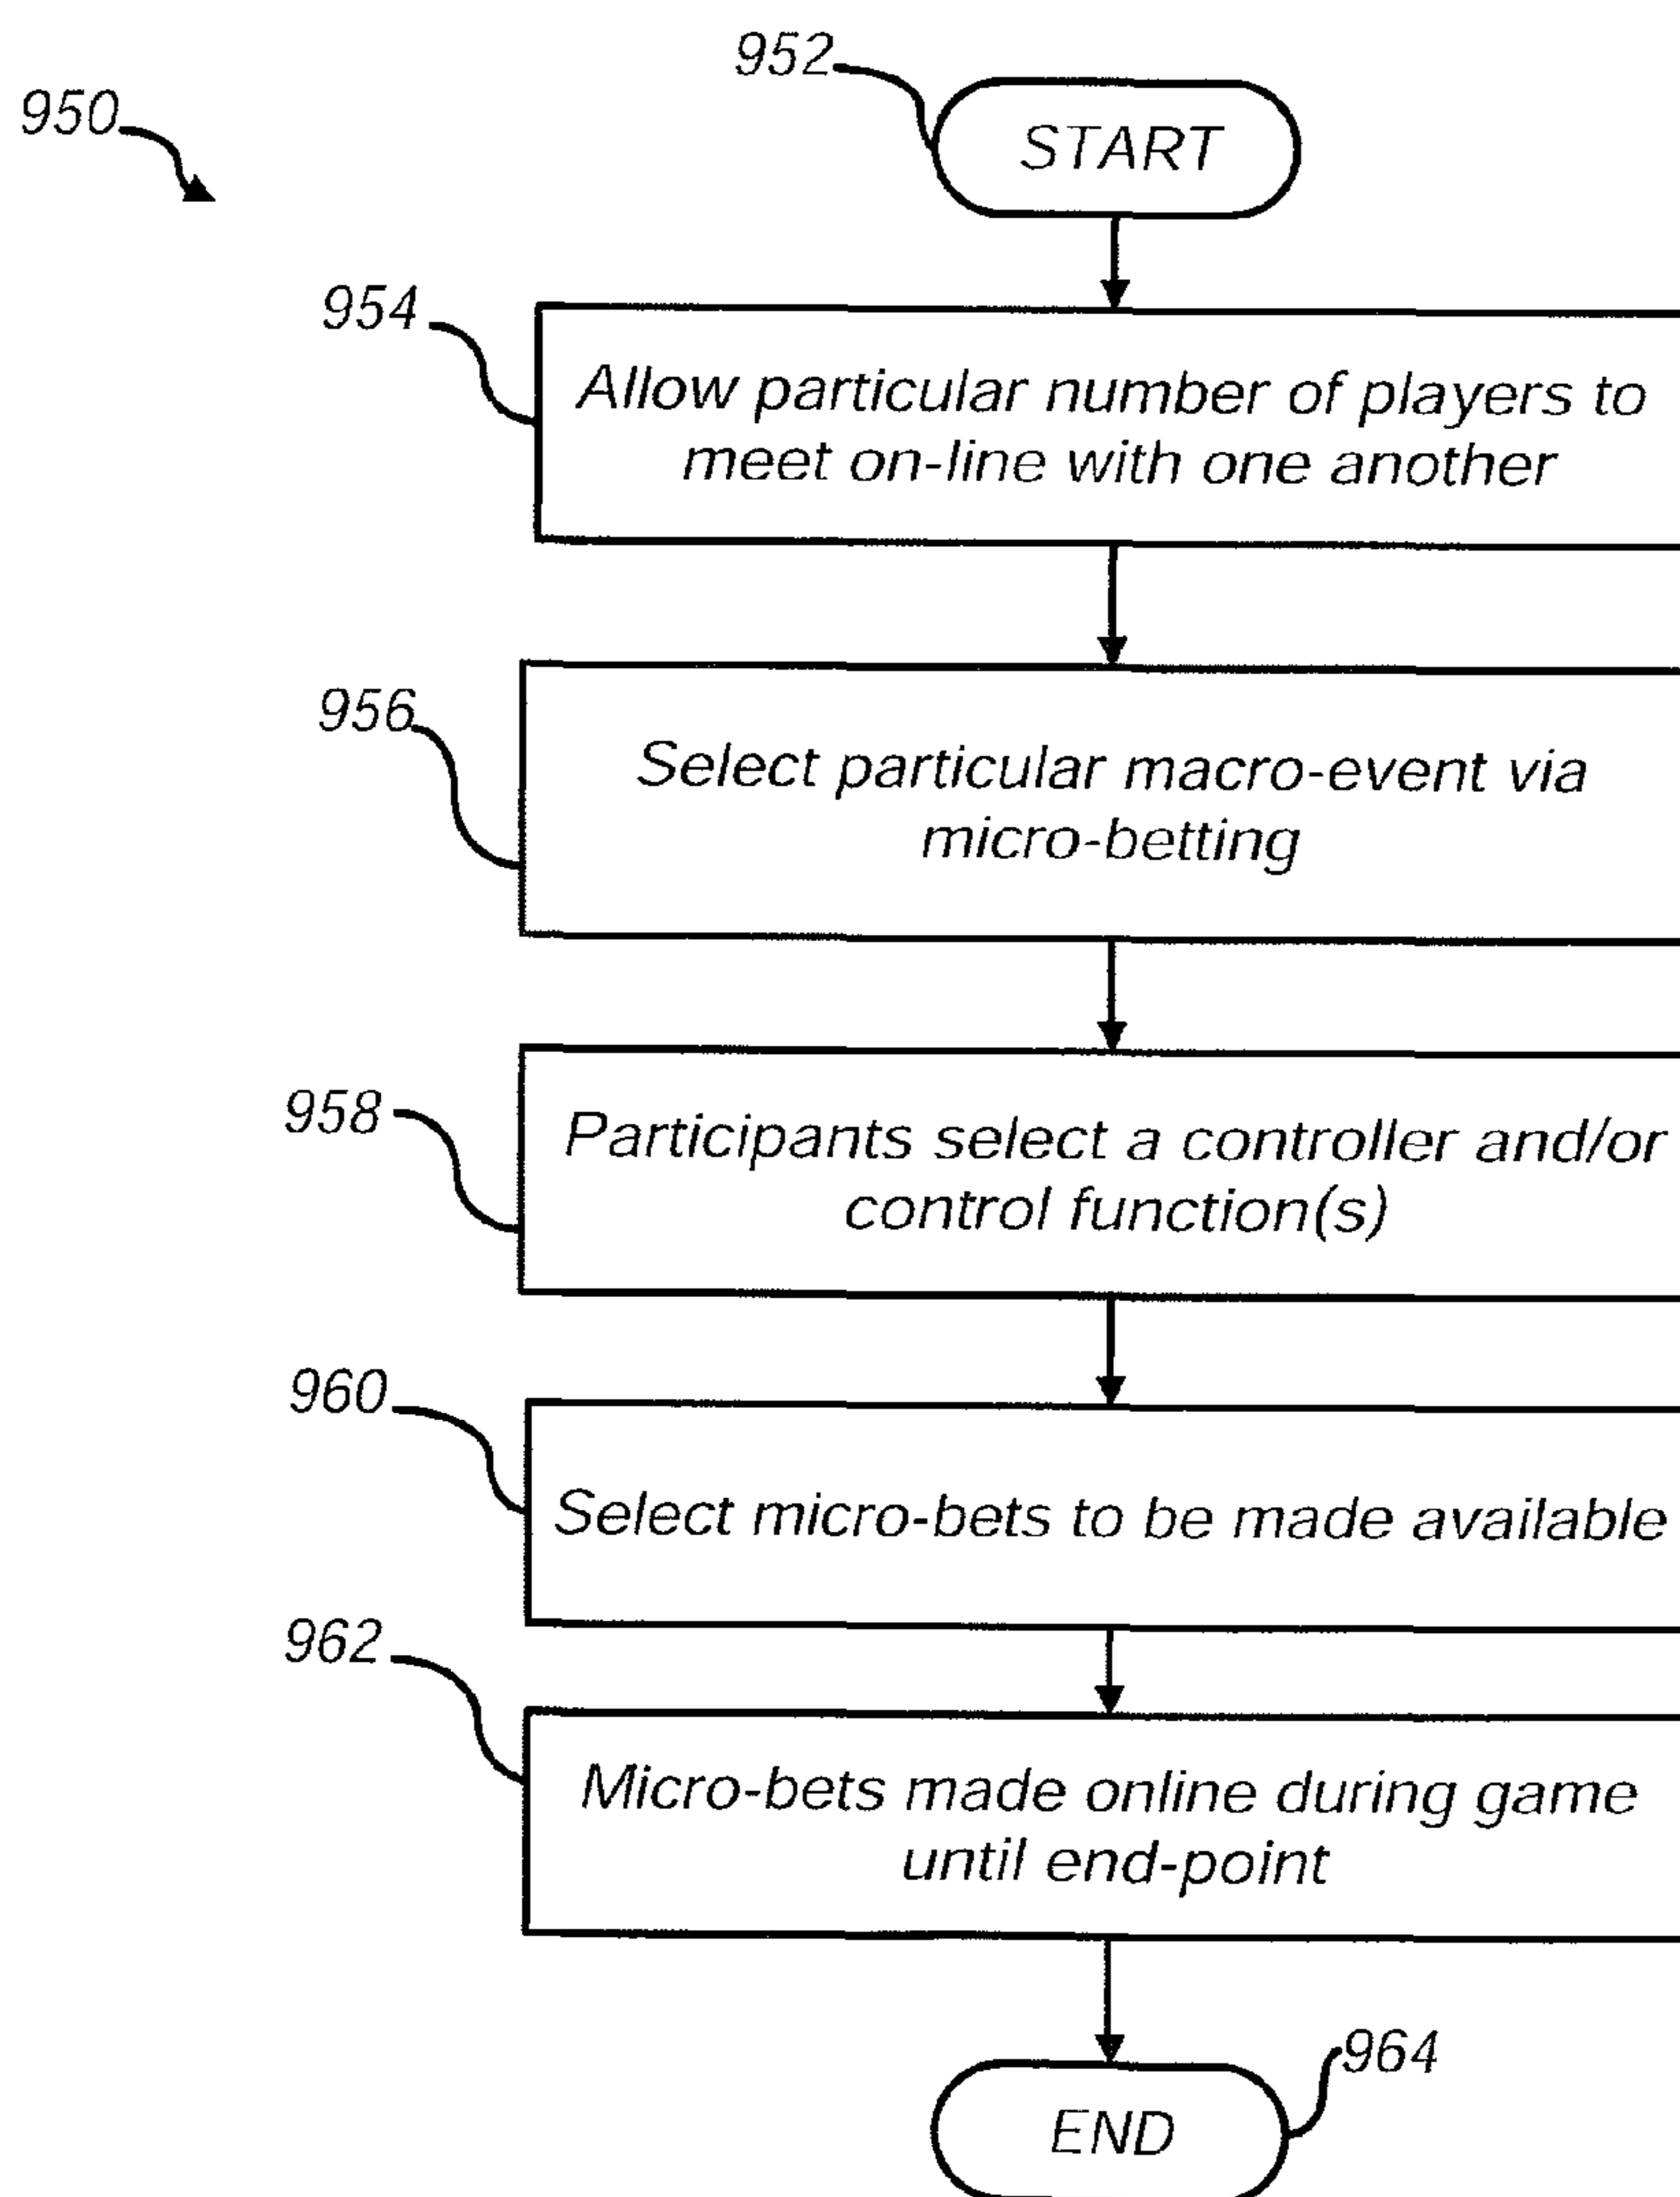 952
950
START
954
Allow particular number of players to
meet on-line with one another
956
Select particular macro-event via
micro-betting
958
Participants select a controller and/or
control function(s)
960
Select micro-bets to be made available
962
Micro-bets made online during game
until end-point
964
END